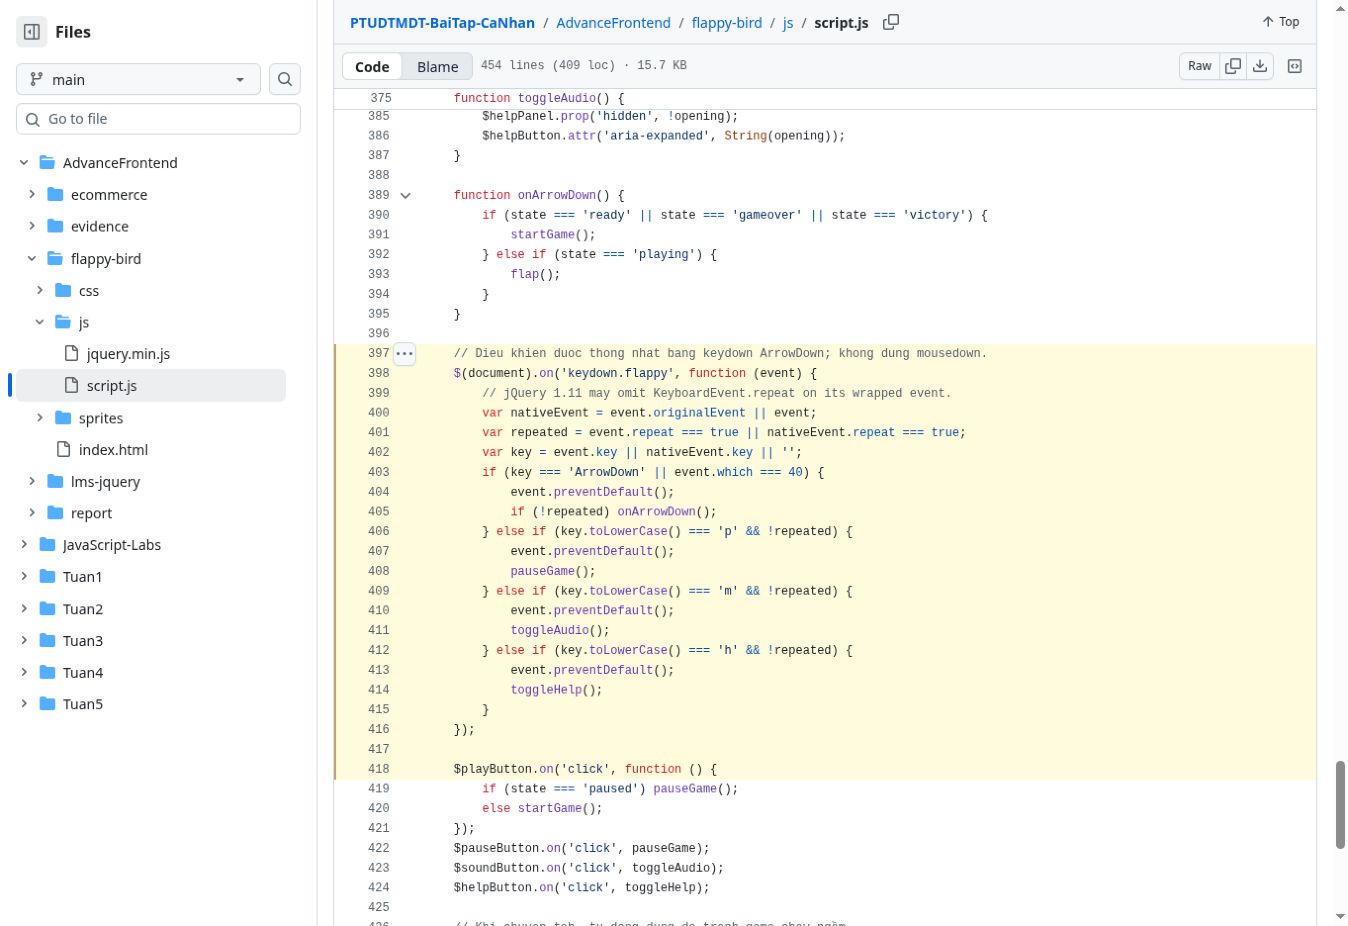 Files
PTUDTMDT-BaiTap-CaNhan / AdvanceFrontend / flappy-bird / js / script.js
Top
main
Code Blame 454 lines (409 loc) · 15.7 KB
Raw
Go to file
AdvanceFrontend
ecommerce
evidence
flappy-bird
css
js
jquery.min.js
script.js
sprites
index.html
lms-jquery
report
JavaScript-Labs
Tuan1
Tuan2
Tuan3
Tuan4
Tuan5
375 function toggleAudio() {
385 $helpPanel.prop('hidden', !opening);
386 $helpButton.attr('aria-expanded', String(opening));
387 }
388
389 function onArrowDown() {
390 if (state === 'ready' || state === 'gameover' || state === 'victory') {
391 startGame();
392 } else if (state === 'playing') {
393 flap();
394 }
395 }
396
397 // Dieu khien duoc thong nhat bang keydown ArrowDown; khong dung mousedown.
398 $(document).on('keydown.flappy', function (event) {
399 // jQuery 1.11 may omit KeyboardEvent.repeat on its wrapped event.
400 var nativeEvent = event.originalEvent || event;
401 var repeated = event.repeat === true || nativeEvent.repeat === true;
402 var key = event.key || nativeEvent.key || '';
403 if (key === 'ArrowDown' || event.which === 40) {
404 event.preventDefault();
405 if (!repeated) onArrowDown();
406 } else if (key.toLowerCase() === 'p' && !repeated) {
407 event.preventDefault();
408 pauseGame();
409 } else if (key.toLowerCase() === 'm' && !repeated) {
410 event.preventDefault();
411 toggleAudio();
412 } else if (key.toLowerCase() === 'h' && !repeated) {
413 event.preventDefault();
414 toggleHelp();
415 }
416 });
417
418 $playButton.on('click', function () {
419 if (state === 'paused') pauseGame();
420 else startGame();
421 });
422 $pauseButton.on('click', pauseGame);
423 $soundButton.on('click', toggleAudio);
424 $helpButton.on('click', toggleHelp);
425